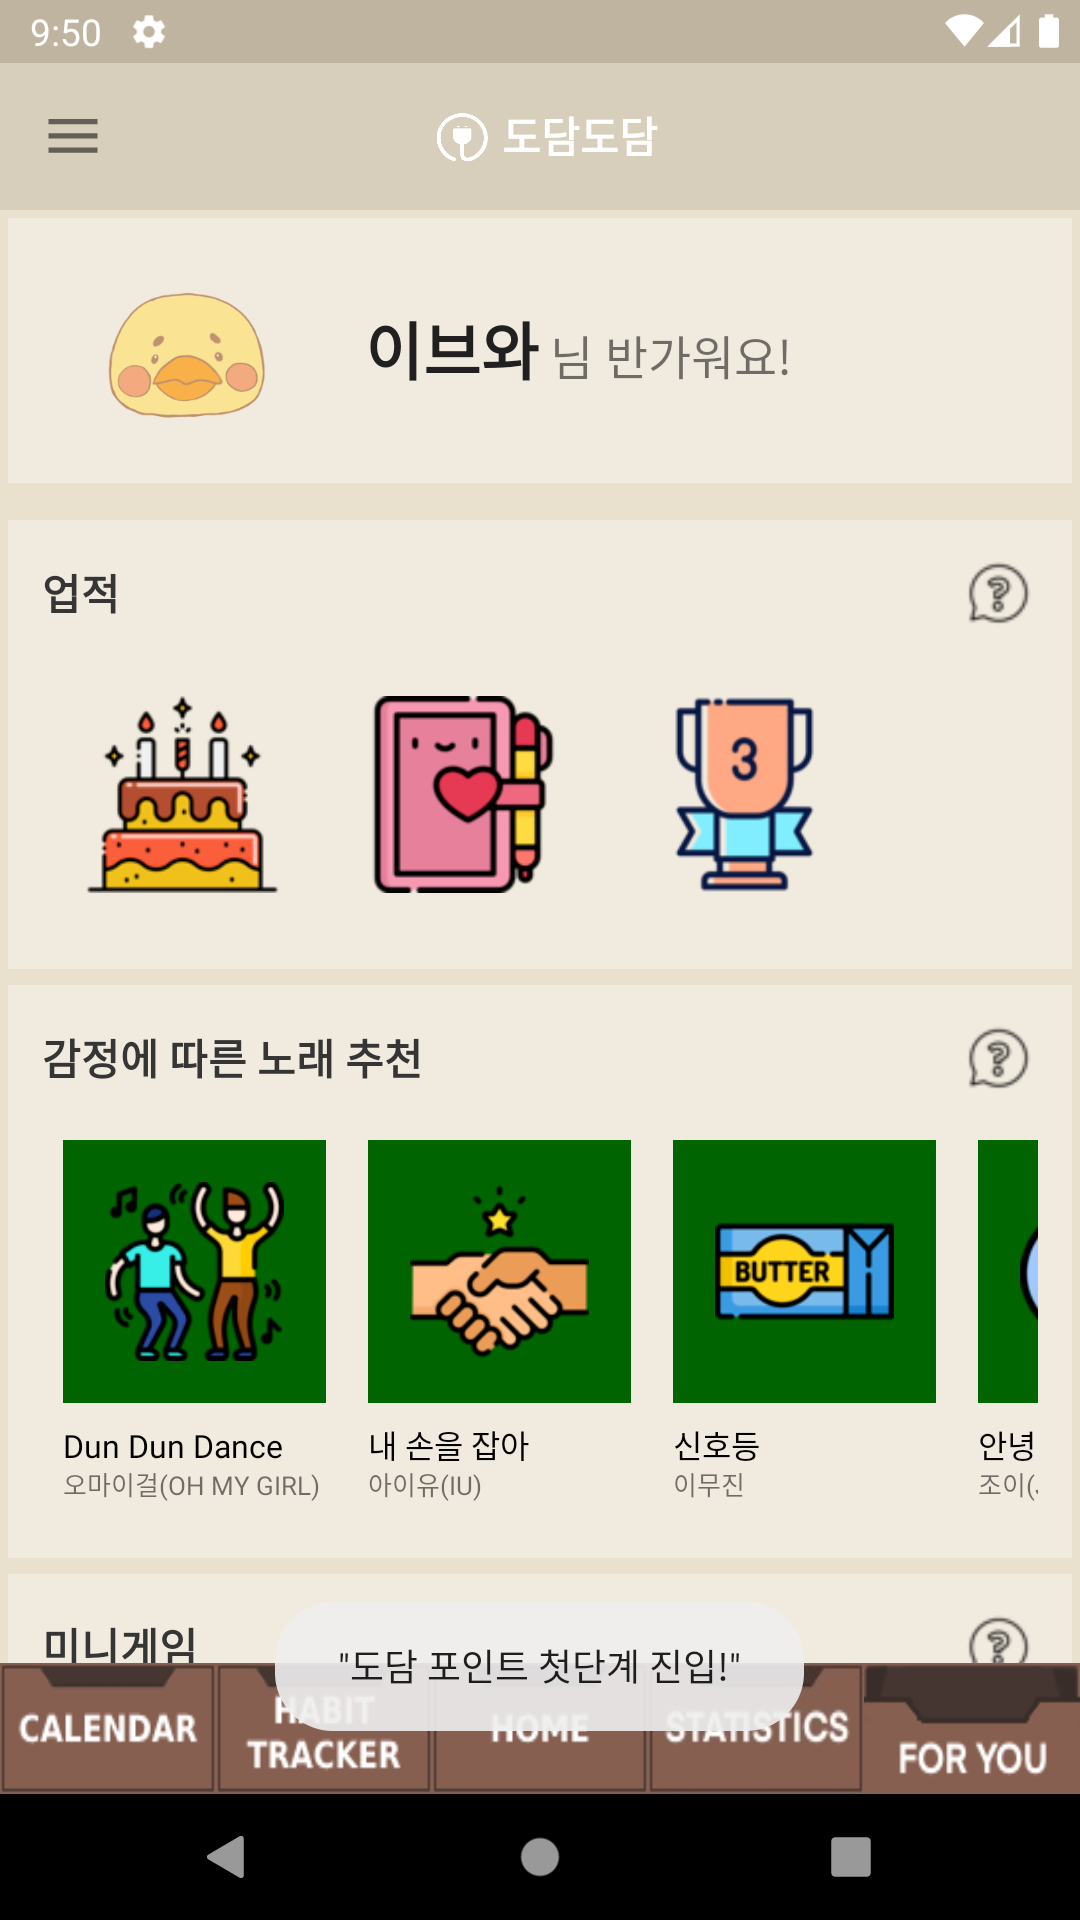 9:50
도담도담
이브와 님 반가워요!
업적
3
감정에 따른 노래 추천
BUTTER
Dun Dun Dance
오마이걸(OH MY GIRL)
내 손을 잡아
아이유(IU)
신호등
이무진
안녕
조이(
미니게임
"도담 포인트 첫단계 진입!"
CALENDAR
HABIT
TRACKER
HOME
STATISTICS
FOR YOU